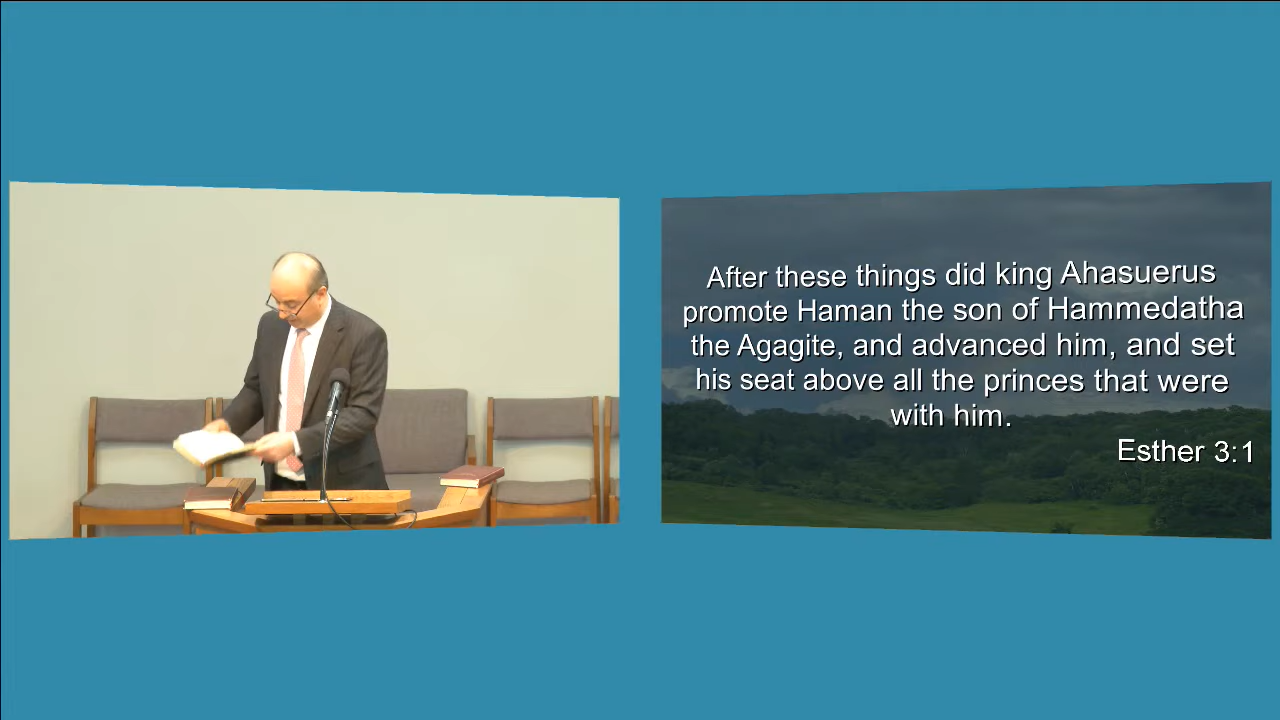 After these things did king Ahasuerus
promote Haman the son of Hammedatha
the Agagite, and advanced him, and set
his seat above all the princes that were
with him.
Esther 3:1